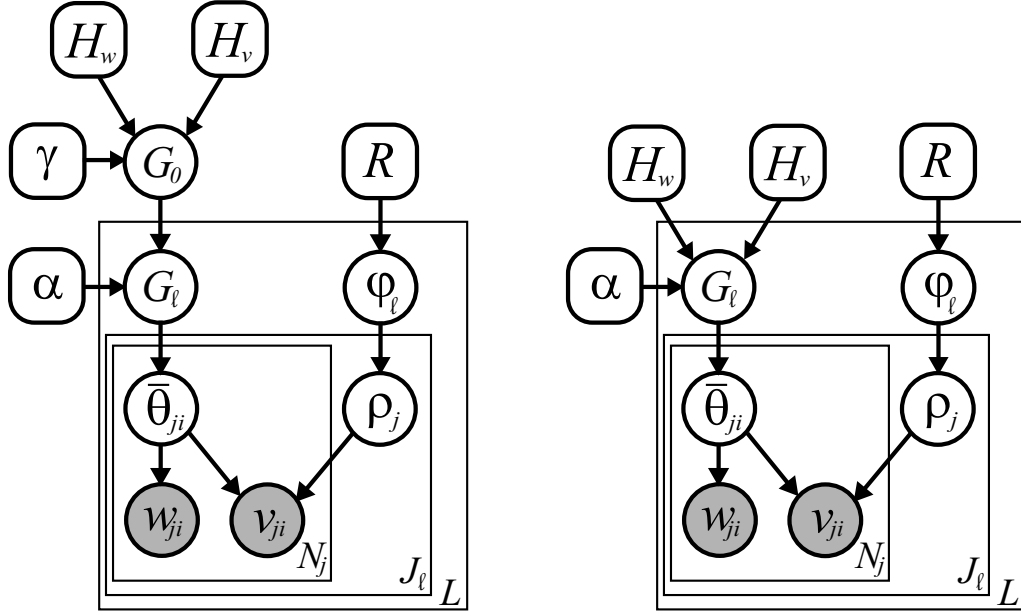 H_w H_v
γ G_0 R
α G_ℓ φ_ℓ
θ̅_ji ρ_j
w_ji v_ji
N_j
J_ℓ
L
H_w H_v R
α G_ℓ φ_ℓ
θ̅_ji ρ_j
w_ji v_ji
N_j
J_ℓ
L